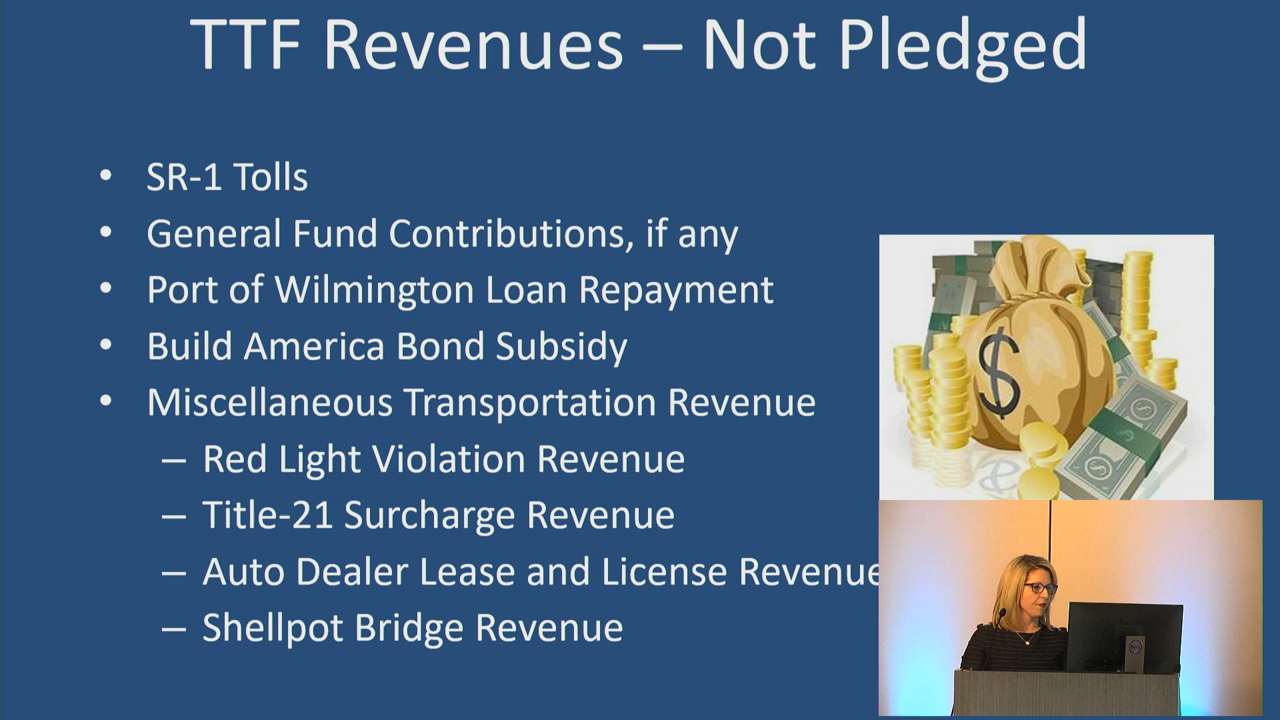 TTF Revenues – Not Pledged
• SR-1 Tolls
• General Fund Contributions, if any
• Port of Wilmington Loan Repayment
• Build America Bond Subsidy
• Miscellaneous Transportation Revenue
– Red Light Violation Revenue
– Title-21 Surcharge Revenue
– Auto Dealer Lease and License Revenue
– Shellpot Bridge Revenue
$